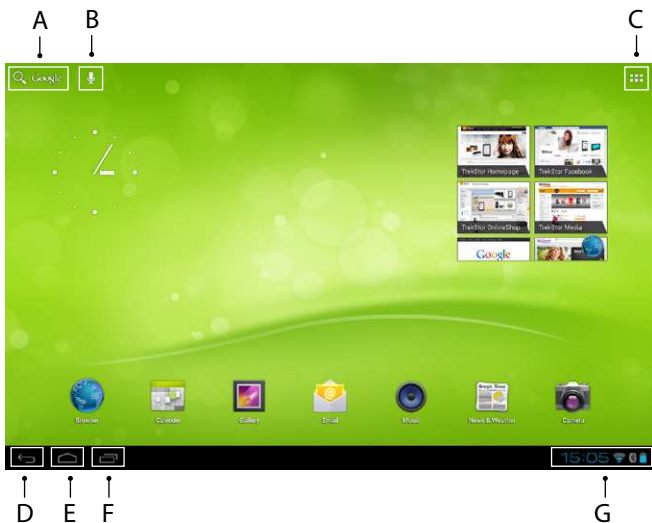 A B C
Google
TrekStor Homepage TrekStor Facebook
TrekStor OnlineShop TrekStor Media
Google
Browser Calendar Gallery Email Music News & Weather Camera
15:05
D E F G